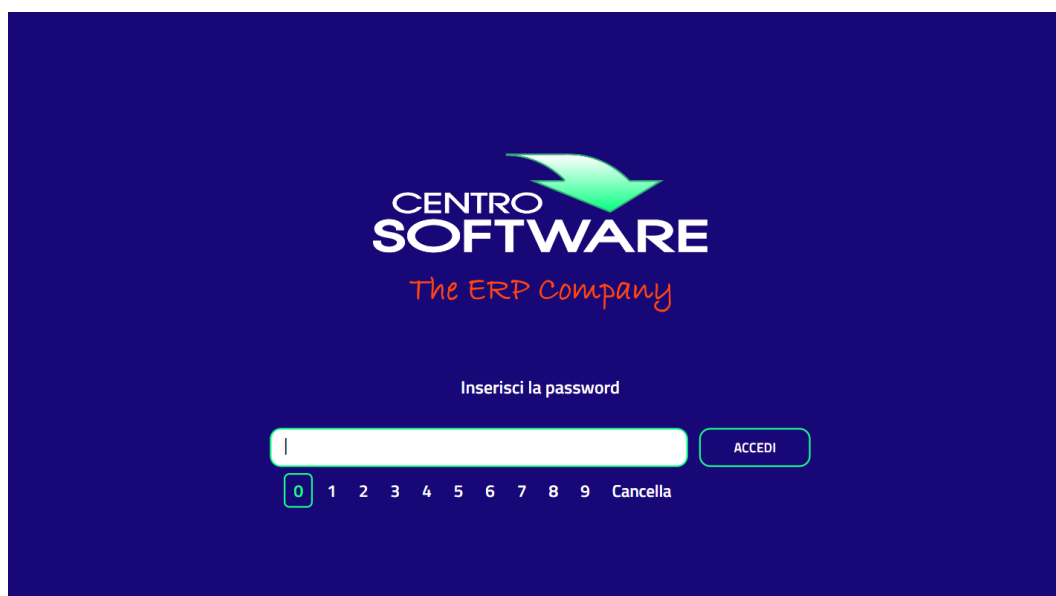 CENTRO
SOFTWARE
The ERP Company
Inserisci la password
ACCEDI
0 1 2 3 4 5 6 7 8 9 Cancella